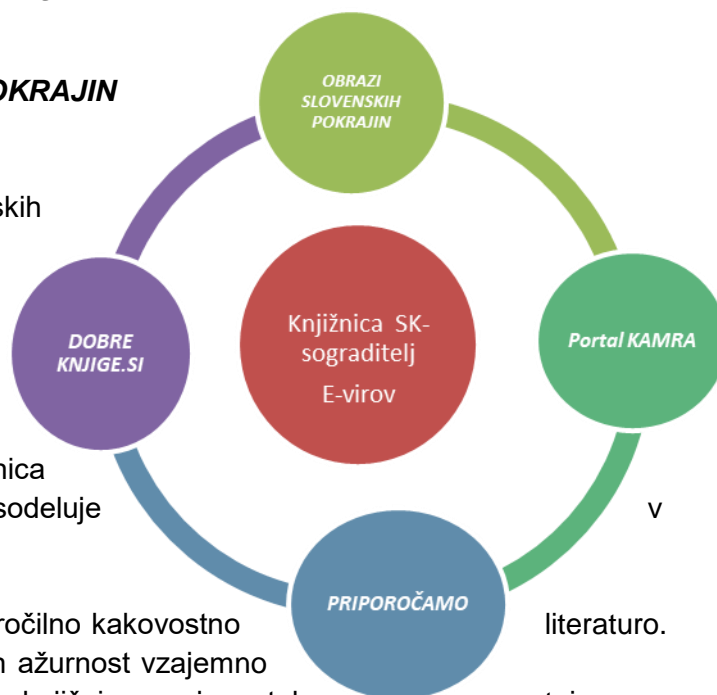 OBRAZI
SLOVENSKIH
POKRAJIN
OKRAJIN
skih
Knjižnica SK-
sograditelj
E-virov
DOBRE
KNJIGE.SI
Portal KAMRA
nica
sodeluje v
PRIPOROČAMO
ročilno kakovostno literaturo.
ažurnost vzajemno